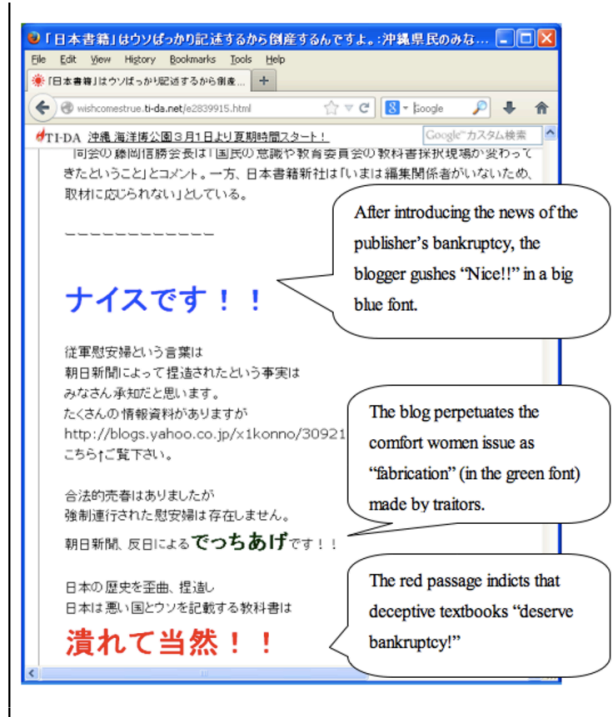 「日本書籍」はウソばっかり記述するから倒産するんですよ。:沖縄県民のみな...
File Edit View History Bookmarks Tools Help
「日本書籍」はウソばっかり記述するから倒産...
wishcomestrue.ti-da.net/e2839915.html
Google
TI-DA 沖縄 海洋博公園3月1日より夏期時間スタート!
Google カスタム検索
同会の藤岡信勝会長は「国民の意識や教育委員会の教科書採択現場が変わって
きたということ」とコメント。一方、日本書籍新社は「いまは編集関係者がいないため、
取材に応じられない」としている。
ーーーーーーーーーーーー
After introducing the news of the
publisher's bankruptcy, the
blogger gushes “Nice!!” in a big
blue font.
ナイスです!!
従軍慰安婦という言葉は
朝日新聞によって捏造されたという事実は
みなさん承知だと思います。
たくさんの情報資料がありますが
http://blogs.yahoo.co.jp/x1konno/30921
こちら↑ご覧下さい。
The blog perpetuates the
comfort women issue as
“fabrication” (in the green font)
made by traitors.
合法的売春はありましたが
強制連行された慰安婦は存在しません。
朝日新聞、反日によるでっちあげです!!
The red passage indicts that
deceptive textbooks “deserve
bankruptcy!”
日本の歴史を歪曲、捏造し
日本は悪い国とウソを記載する教科書は
潰れて当然!!